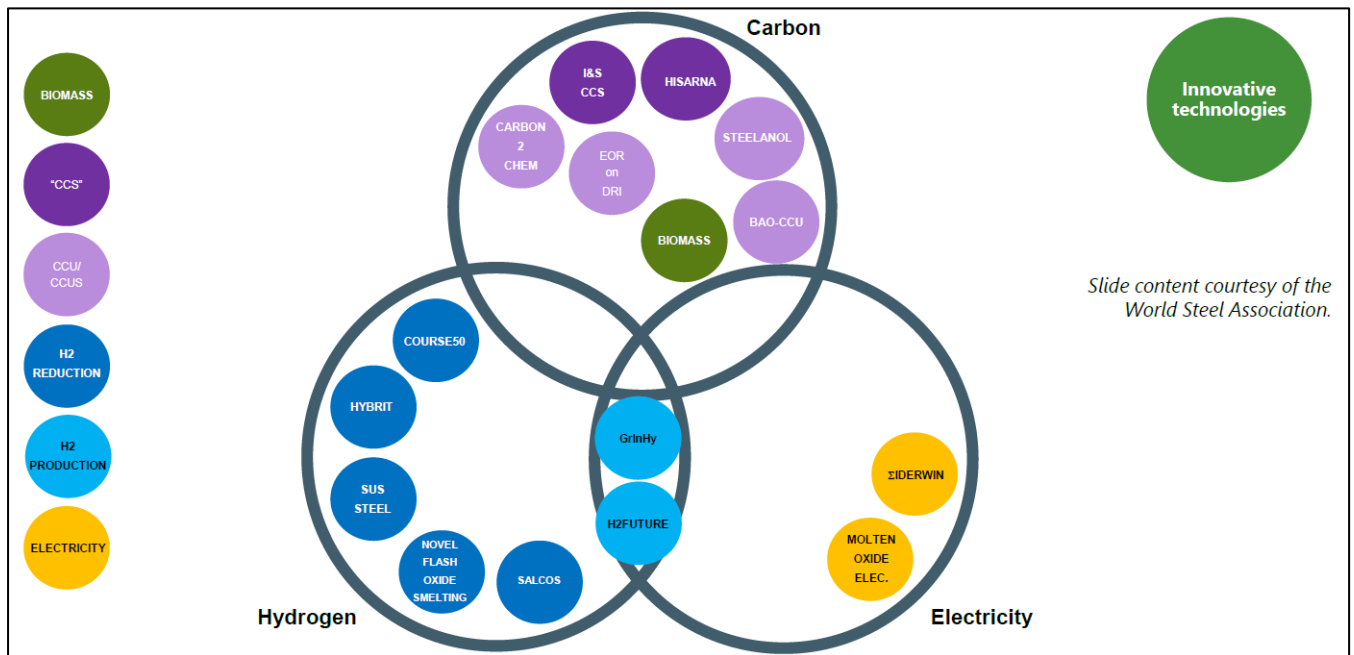 BIOMASS
"CCS"
CCU/
CCUS
H2
REDUCTION
H2
PRODUCTION
ELECTRICITY
Carbon
I&S
CCS
HISARNA
CARBON
2
CHEM
EOR
on
DRI
STEELANOL
BIOMASS
BAO-CCU
COURSE50
HYBRIT
SUS
STEEL
NOVEL
FLASH
OXIDE
SMELTING
SALCOS
Hydrogen
GrInHy
H2FUTURE
ΣIDERWIN
MOLTEN
OXIDE
ELEC.
Electricity
Innovative
technologies
Slide content courtesy of the
World Steel Association.